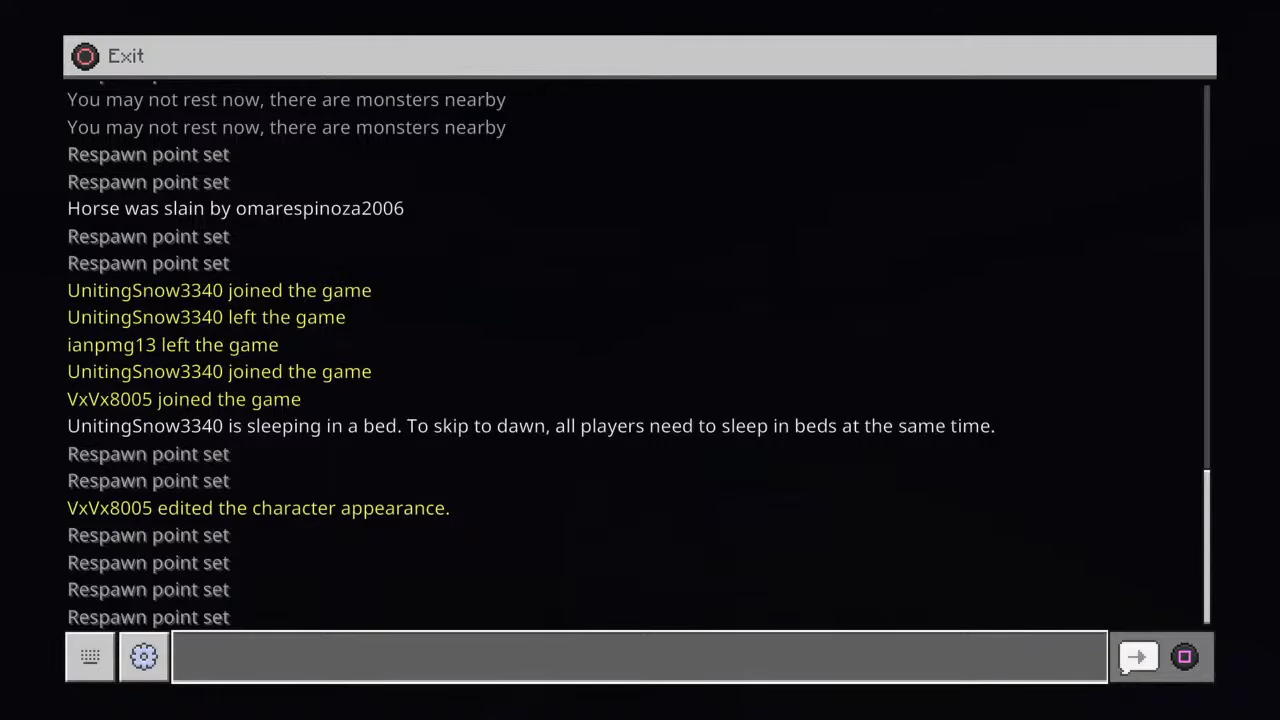 Exit
You may not rest now, there are monsters nearby
You may not rest now, there are monsters nearby
Respawn point set
Respawn point set
Horse was slain by omarespinoza2006
Respawn point set
Respawn point set
UnitingSnow3340 joined the game
UnitingSnow3340 left the game
ianpmg13 left the game
UnitingSnow3340 joined the game
VxVx8005 joined the game
UnitingSnow3340 is sleeping in a bed. To skip to dawn, all players need to sleep in beds at the same time.
Respawn point set
Respawn point set
VxVx8005 edited the character appearance.
Respawn point set
Respawn point set
Respawn point set
Respawn point set